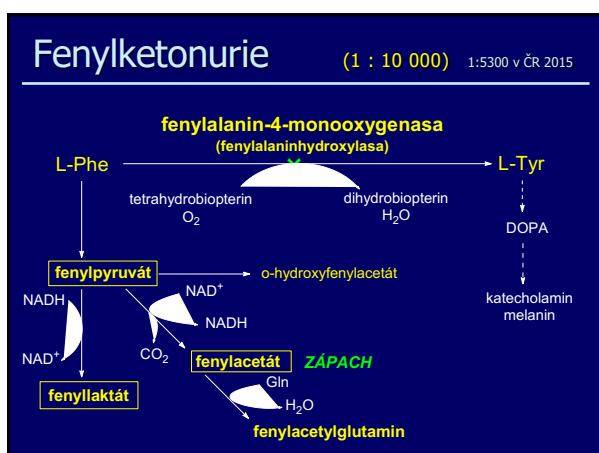 Fenylketonurie (1 : 10 000) 1:5300 v ČR 2015
fenylalanin-4-monooxygenasa
(fenylalaninhydroxylasa)
L-Phe
L-Tyr
tetrahydrobiopterin
O₂
dihydrobiopterin
H₂O
DOPA
fenylpyruvát
o-hydroxyfenylacetát
katecholamin
melanin
NADH
NAD⁺
NAD⁺
NADH
CO₂
fenylacetát
ZÁPACH
fenyllaktát
Gln
H₂O
fenylacetylglutamin